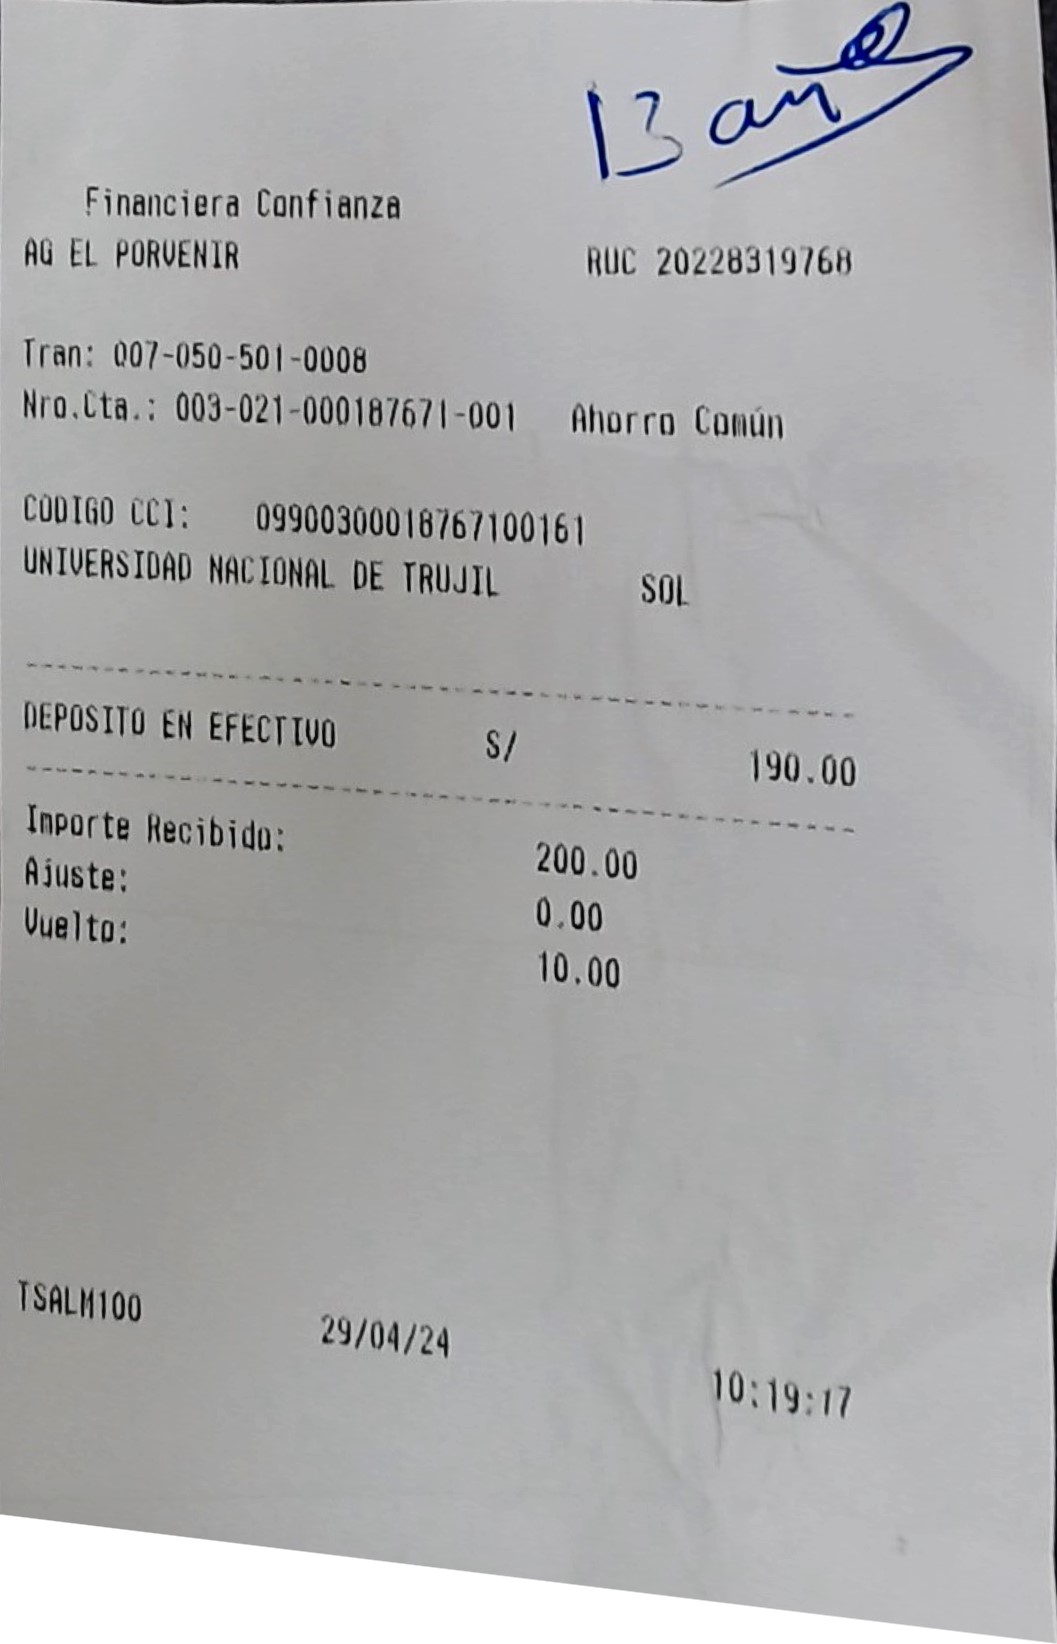 Financiera Confianza
AG EL PORVENIR RUC 20228319768
Tran: 007-050-501-0008
Nro.Cta.: 003-021-000187671-001 Ahorro Común
CODIGO CCI: 09900300018767100161
UNIVERSIDAD NACIONAL DE TRUJIL SOL
DEPOSITO EN EFECTIVO S/ 190.00
Importe Recibido: 200.00
Ajuste: 0.00
Vuelto: 10.00
TSALM100 29/04/24 10:19:17